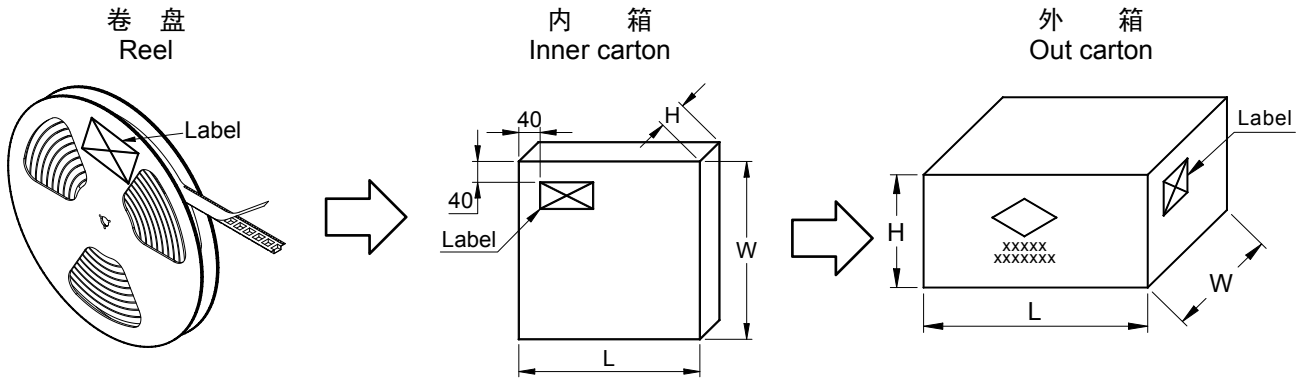 卷 盘
Reel
Label
内 箱
Inner carton
40
H
40
Label
W
L
外 箱
Out carton
Label
H
xxxxx
xxxxxxx
W
L